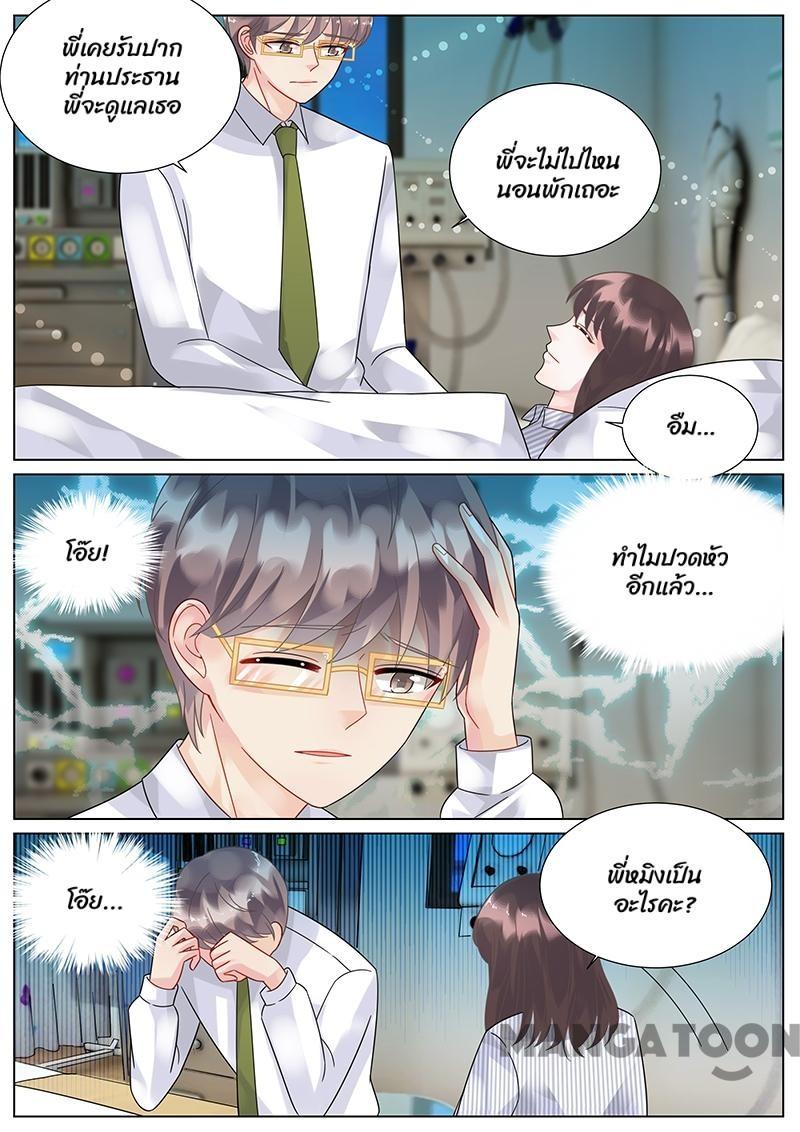 พี่เคยรับปาก
ท่านประธาน
พี่จะดูแลเธอ
พี่จะไม่ไปไหน
นอนพักเถอะ
อืม...
โอ๊ย!
ทำไมปวดหัว
อีกแล้ว...
โอ๊ย...
พี่หมิงเป็น
อะไรคะ?
MANGATOON